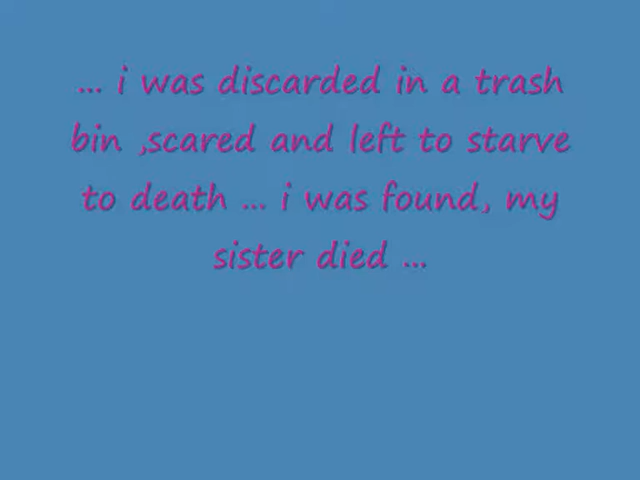 ... i was discarded in a trash
bin ,scared and left to starve
to death ... i was found, my
sister died ...